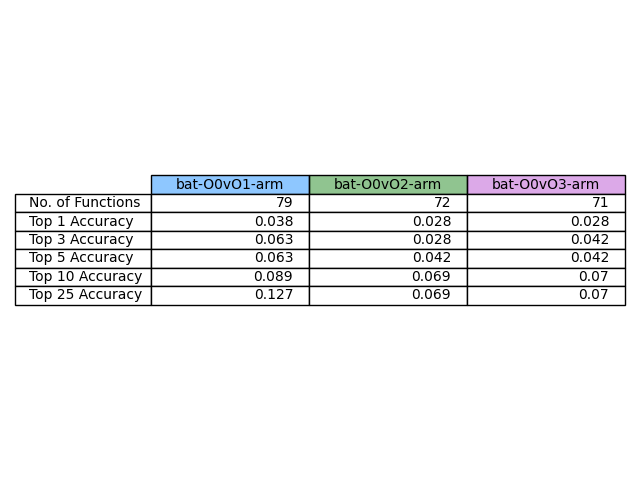 bat-O0vO1-arm bat-O0vO2-arm bat-O0vO3-arm
No. of Functions 79 72 71
Top 1 Accuracy 0.038 0.028 0.028
Top 3 Accuracy 0.063 0.028 0.042
Top 5 Accuracy 0.063 0.042 0.042
Top 10 Accuracy 0.089 0.069 0.07
Top 25 Accuracy 0.127 0.069 0.07